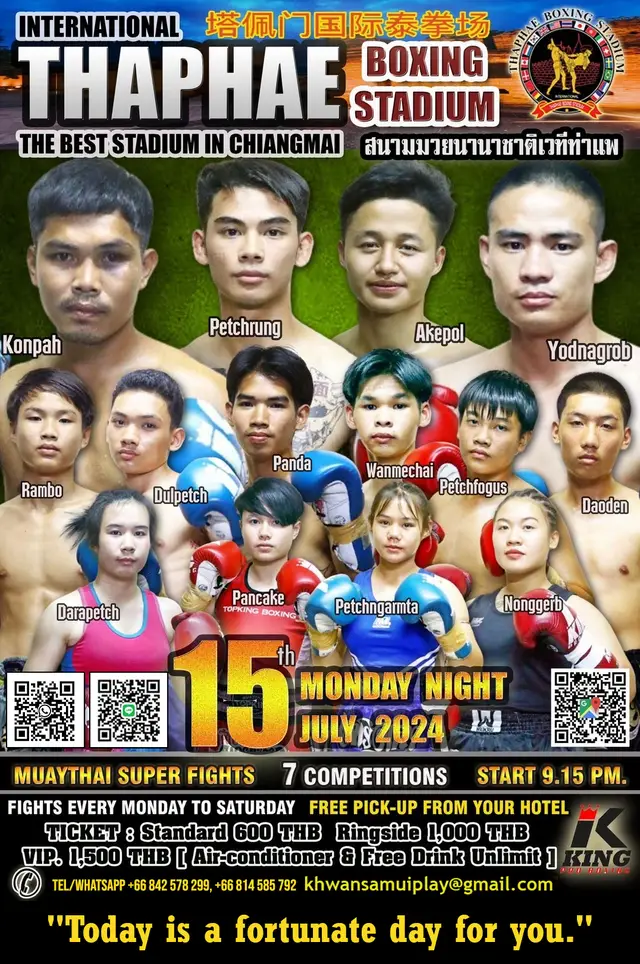 INTERNATIONAL
塔佩门国际泰拳场
THAPHAE
BOXING
STADIUM
THAPHAE BOXING STADIUM
THE BEST STADIUM IN CHIANGMAI
สนามมวยนานาชาติเวทีท่าแพ
Konpah
Petchrung
Akepol
Yodnagrob
Rambo
Dulpetch
Panda
Wanmechai
Petchfogus
Daoden
Darapetch
Pancake
Petchngarmta
Nonggerb
TOPKING BOXING
15th
MONDAY NIGHT
JULY 2024
MUAYTHAI SUPER FIGHTS 7 COMPETITIONS START 9.15 PM.
FIGHTS EVERY MONDAY TO SATURDAY FREE PICK-UP FROM YOUR HOTEL
TICKET : Standard 600 THB Ringside 1,000 THB
VIP. 1,500 THB [ Air-conditioner & Free Drink Unlimit ]
K
KING
TEL/WHATSAPP +66 842 578 299, +66 814 585 792 khwansamuiplay@gmail.com
"Today is a fortunate day for you."